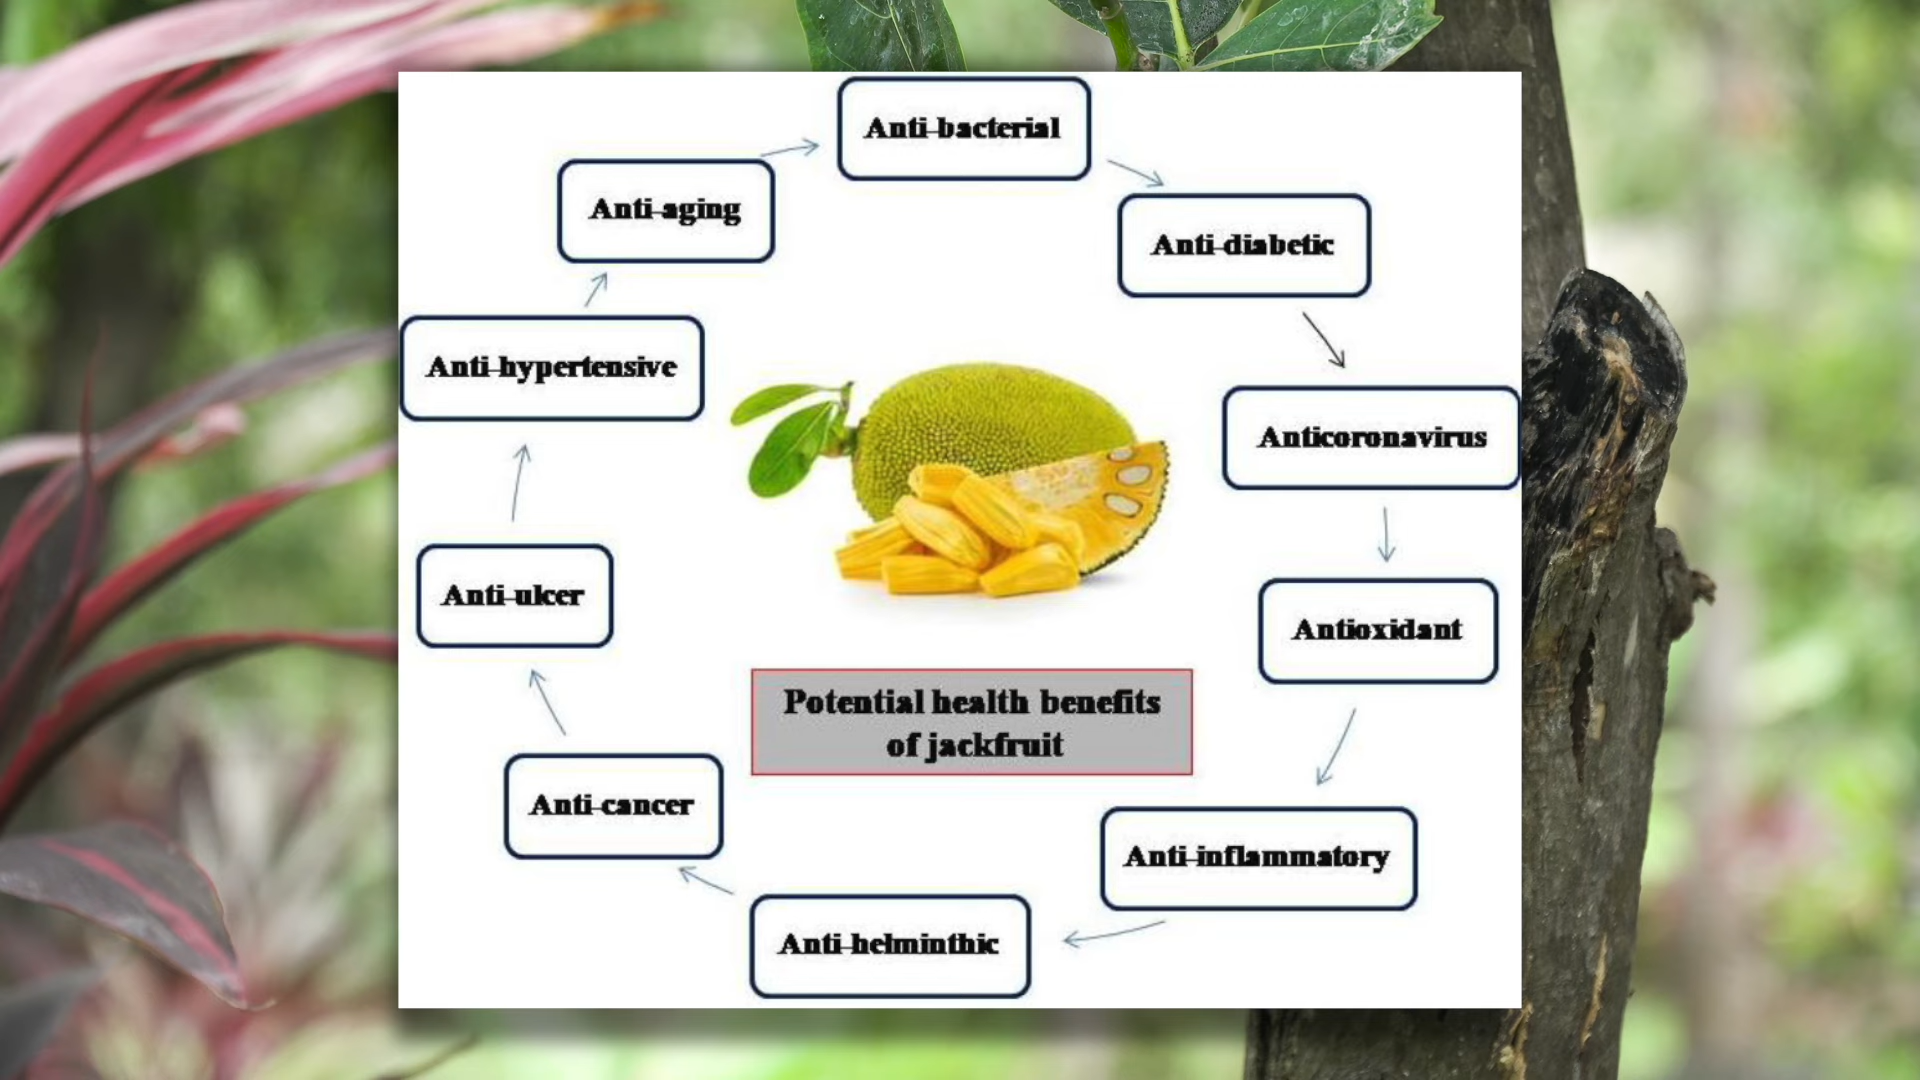 Anti-bacterial
Anti-diabetic
Anticoronavirus
Antioxidant
Anti-inflammatory
Anti-helminthic
Anti-cancer
Anti-ulcer
Anti-hypertensive
Anti-aging
Potential health benefits
of jackfruit